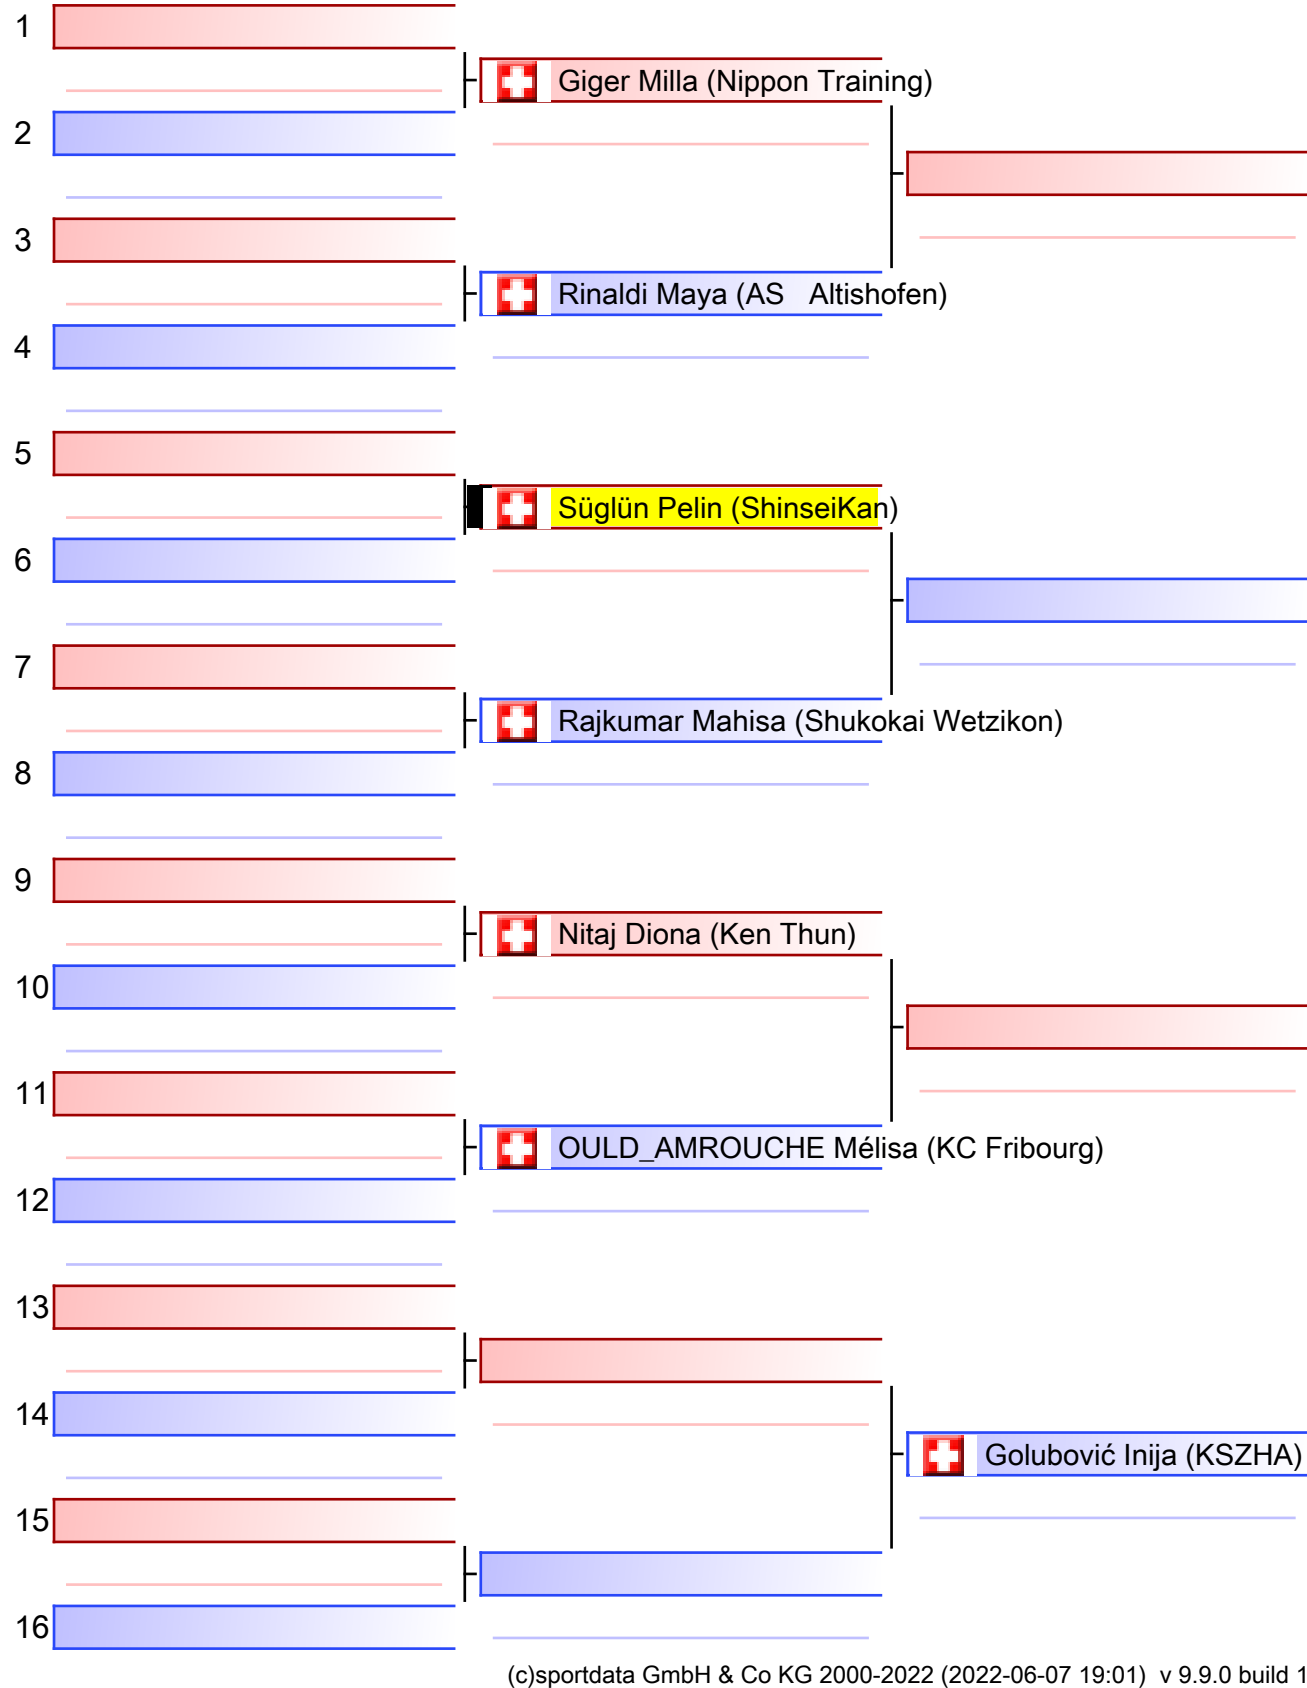 1
Giger Milla (Nippon Training)
2
3
Rinaldi Maya (AS Altishofen)
4
5
Süglün Pelin (ShinseiKan)
6
7
Rajkumar Mahisa (Shukokai Wetzikon)
8
9
Nitaj Diona (Ken Thun)
10
11
OULD_AMROUCHE Mélisa (KC Fribourg)
12
13
14
Golubović Inija (KSZHA)
15
16
(c)sportdata GmbH & Co KG 2000-2022 (2022-06-07 19:01) v 9.9.0 build 1